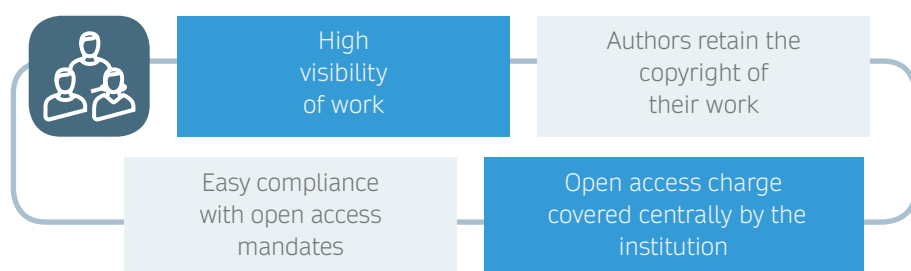 High
visibility
of work
Authors retain the
copyright of
their work
Easy compliance
with open access
mandates
Open access charge
covered centrally by the
institution